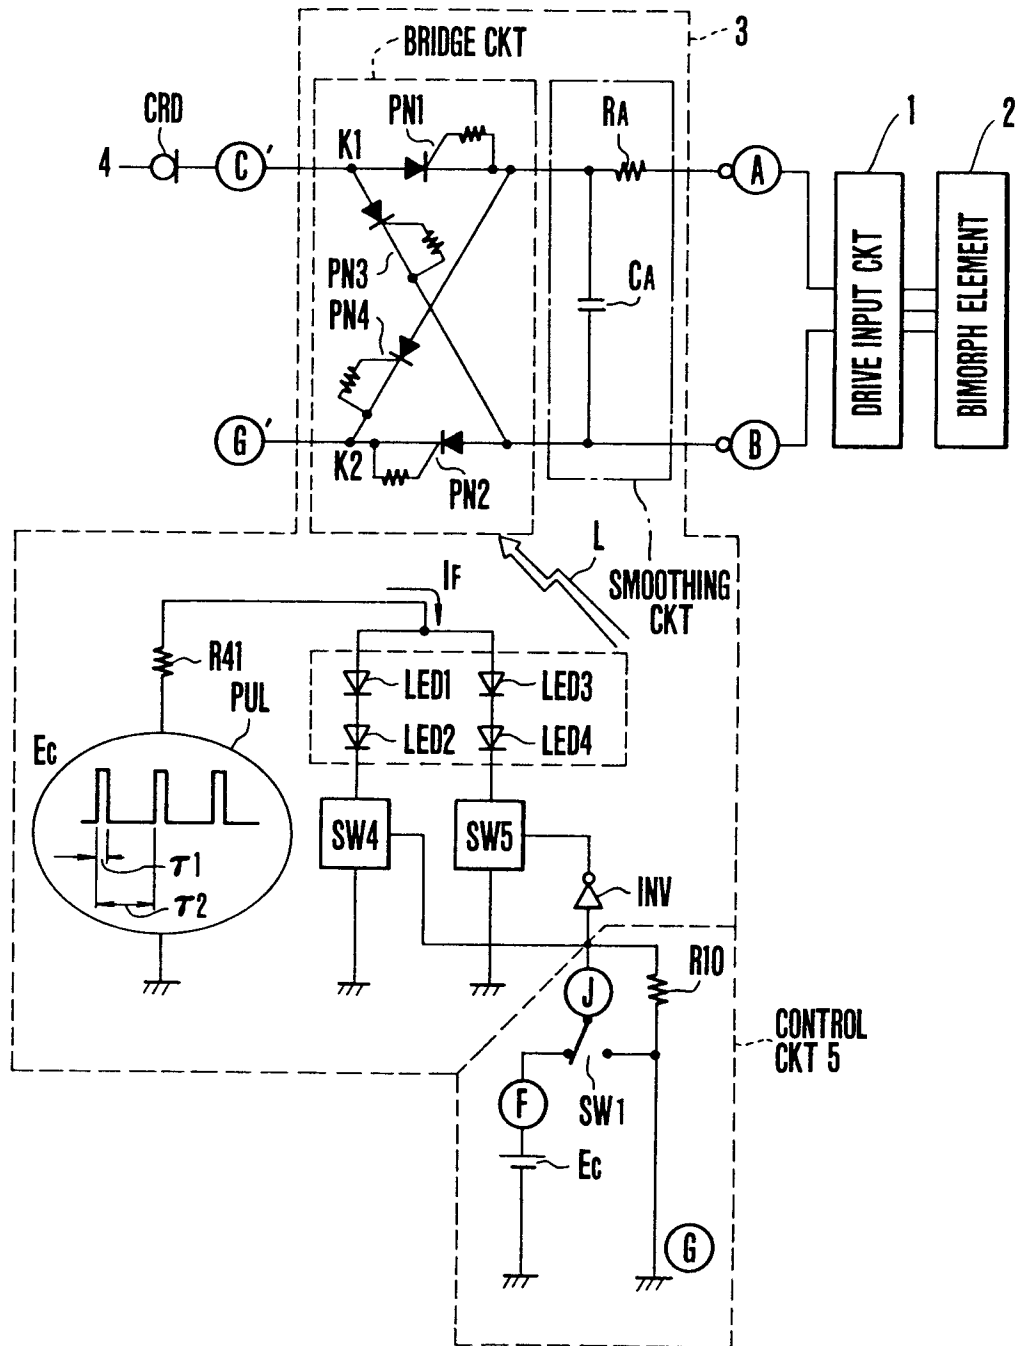 3
BRIDGE CKT
CRD
PN1
RA
1
2
4
C'
K1
A
PN3
CA
PN4
DRIVE INPUT CKT
BIMORPH ELEMENT
G'
K2
B
PN2
L
IF
SMOOTHING
CKT
R41
LED1
LED3
PUL
LED2
LED4
Ec
SW4
SW5
τ1
τ2
INV
R10
J
CONTROL
CKT 5
F
SW1
Ec
G